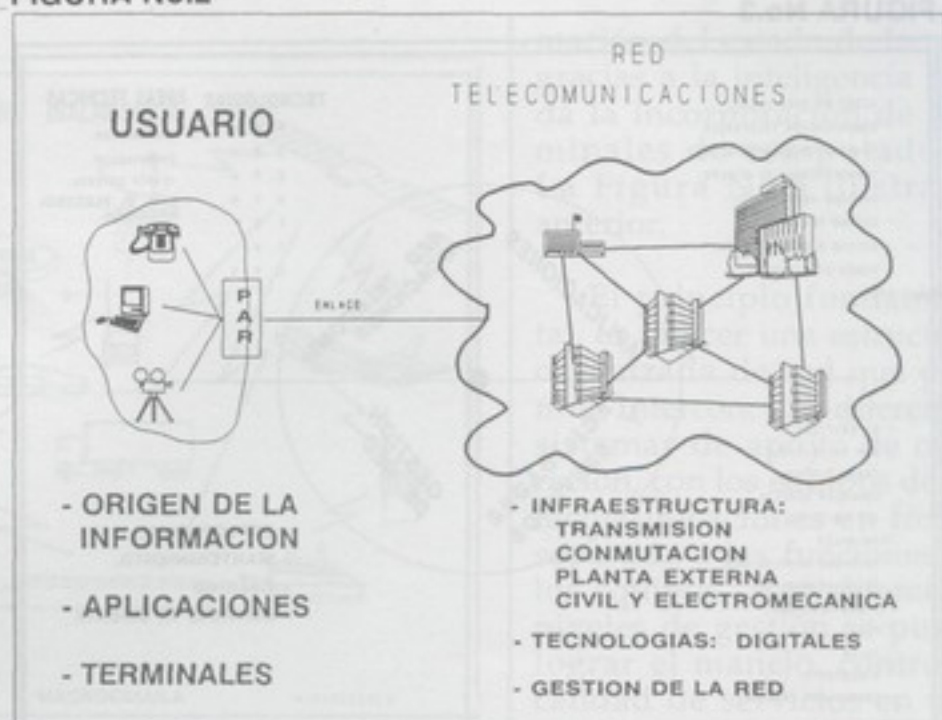 FIGURA No.2
RED
TELECOMUNICACIONES
USUARIO
PAR
ENLACE
- ORIGEN DE LA
INFORMACION
- APLICACIONES
- TERMINALES
- INFRAESTRUCTURA:
TRANSMISION
CONMUTACION
PLANTA EXTERNA
CIVIL Y ELECTROMECANICA
- TECNOLOGIAS: DIGITALES
- GESTION DE LA RED